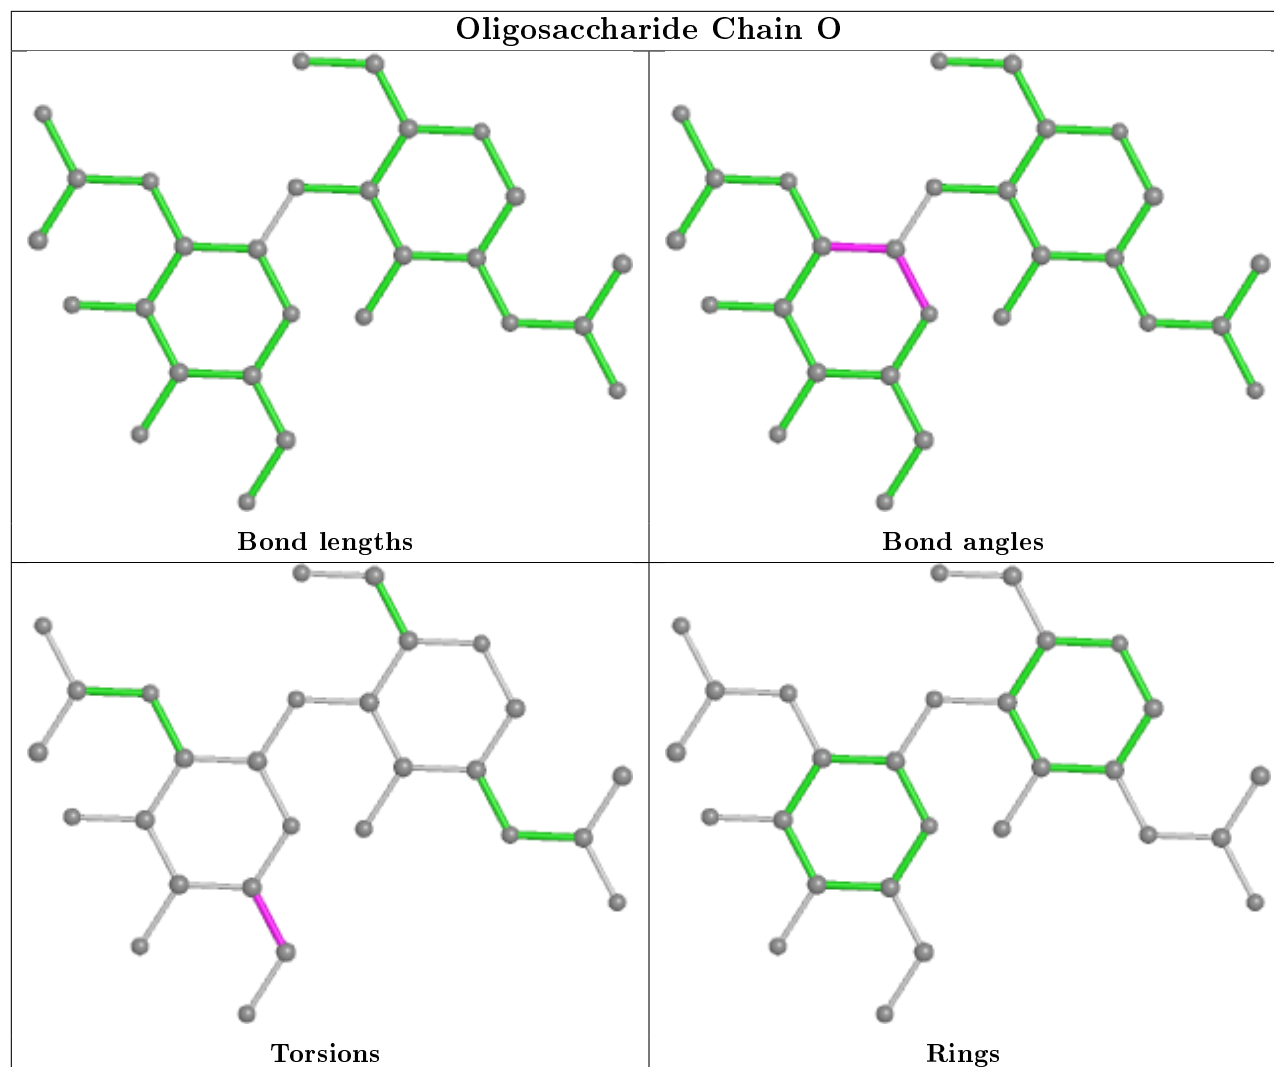 Oligosaccharide Chain O
Bond lengths
Bond angles
Torsions
Rings